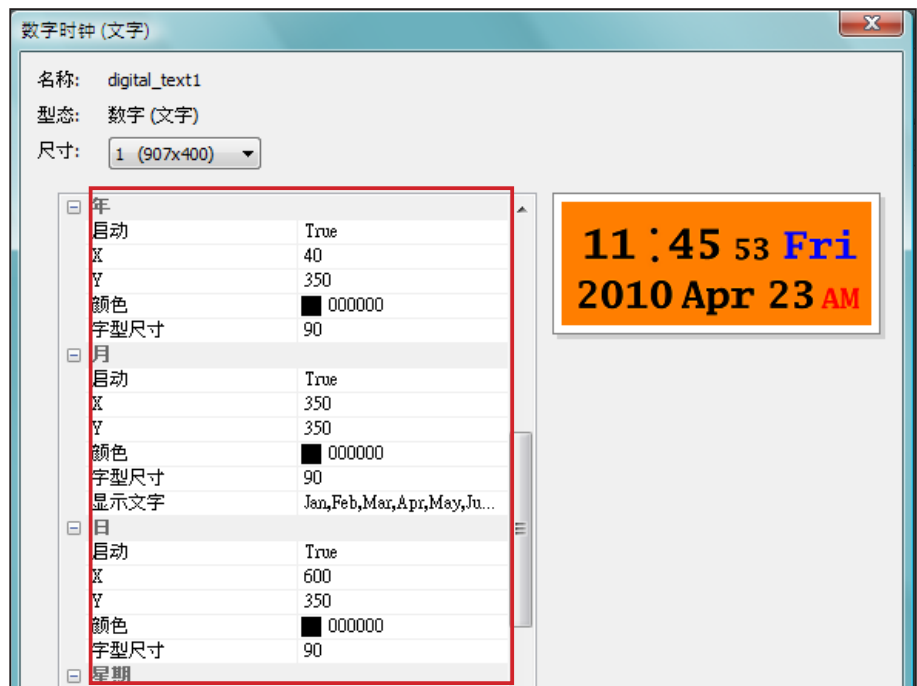 数字时钟 (文字)
名称: digital_text1
型态: 数字 (文字)
尺寸: 1 (907x400)
年
启动 True
X 40
Y 350
颜色 000000
字型尺寸 90
月
启动 True
X 350
Y 350
颜色 000000
字型尺寸 90
显示文字 Jan,Feb,Mar,Apr,May,Ju...
日
启动 True
X 600
Y 350
颜色 000000
字型尺寸 90
星期
11:45 53 Fri
2010 Apr 23 AM